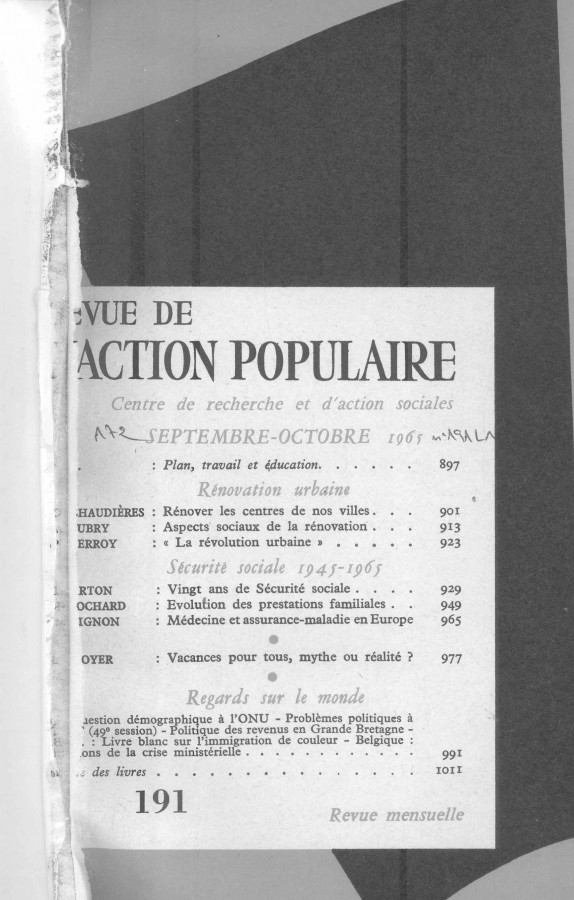 EVUE DE
'ACTION POPULAIRE
Centre de recherche et d'action sociales
A72 SEPTEMBRE-OCTOBRE 1965 n°191
. : Plan, travail et éducation. . . . . . 897
Rénovation urbaine
HAUDIÈRES : Rénover les centres de nos villes . . . 901
UBRY : Aspects sociaux de la rénovation . . . 913
ERROY : « La révolution urbaine » . . . . . 923
Sécurité sociale 1945-1965
RTON : Vingt ans de Sécurité sociale . . . . 929
OCHARD : Evolution des prestations familiales . . 949
IGNON : Médecine et assurance-maladie en Europe 965
OYER : Vacances pour tous, mythe ou réalité ? 977
Regards sur le monde
uestion démographique à l'ONU - Problèmes politiques à
' (49e session) - Politique des revenus en Grande Bretagne -
. : Livre blanc sur l'immigration de couleur - Belgique :
ons de la crise ministérielle . . . . . . . . . . . . 991
des livres . . . . . . . . . . . . . . . . 1011
191
Revue mensuelle